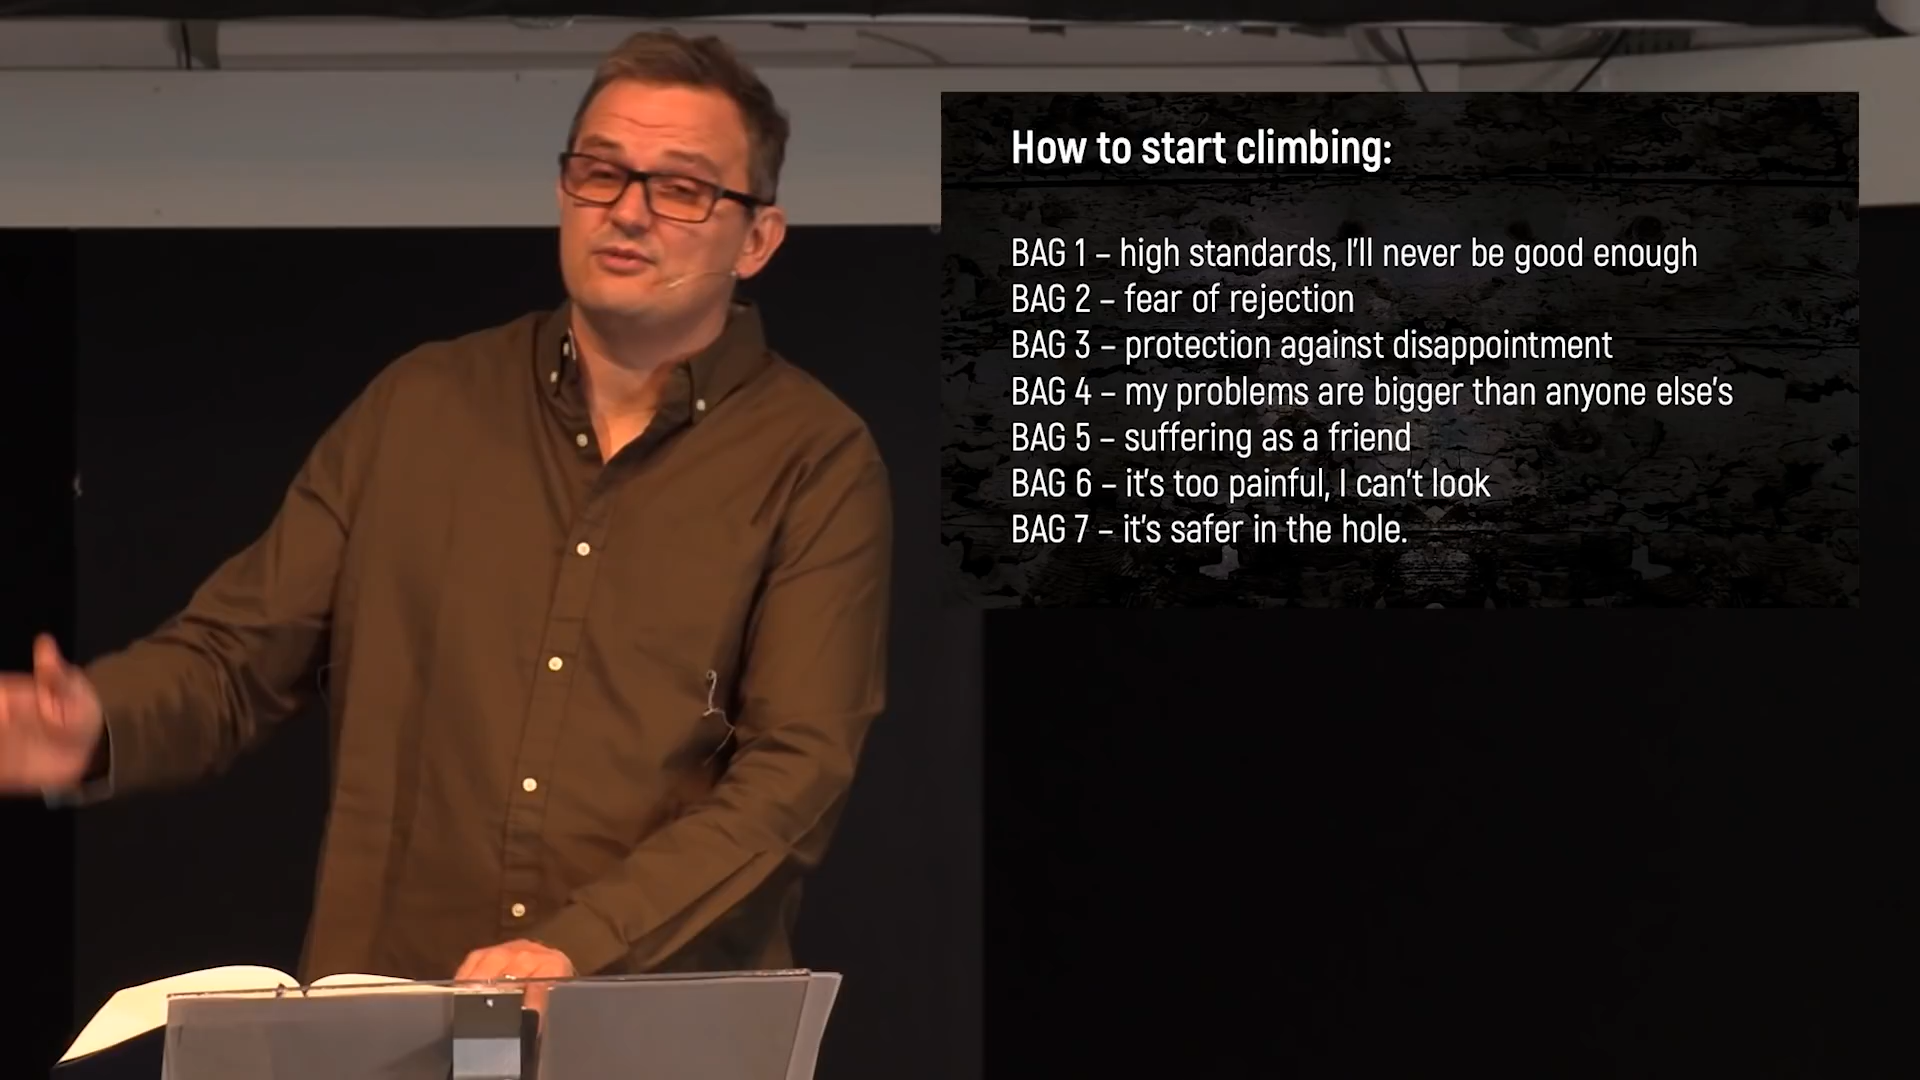 How to start climbing:
BAG 1 – high standards, I'll never be good enough
BAG 2 – fear of rejection
BAG 3 – protection against disappointment
BAG 4 – my problems are bigger than anyone else's
BAG 5 – suffering as a friend
BAG 6 – it's too painful, I can't look
BAG 7 – it's safer in the hole.